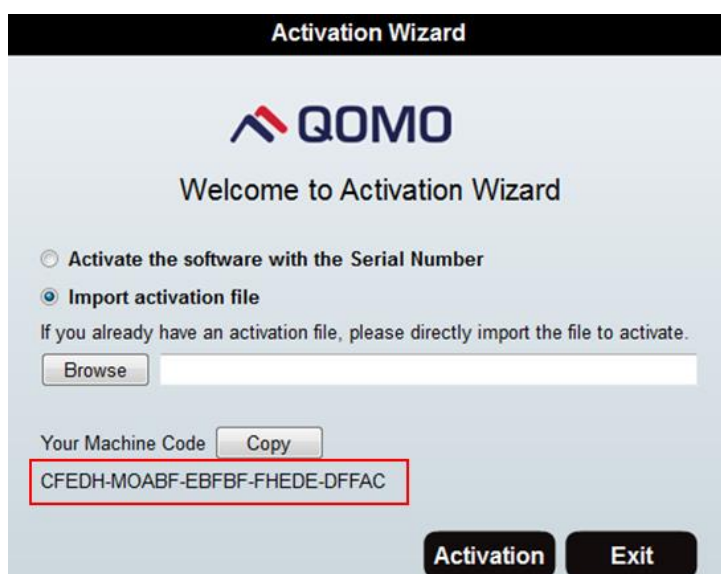 Activation Wizard
QOMO
Welcome to Activation Wizard
Activate the software with the Serial Number
Import activation file
If you already have an activation file, please directly import the file to activate.
Browse
Your Machine Code Copy
CFEDH-MOABF-EBFBF-FHEDE-DFFAC
Activation Exit